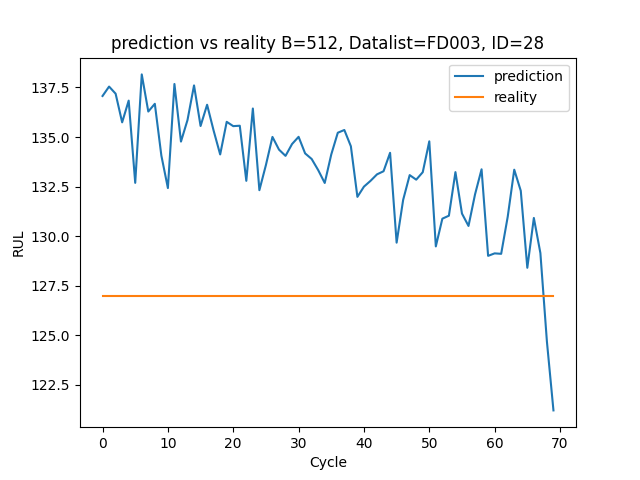 prediction vs reality B=512, Datalist=FD003, ID=28
prediction
reality
137.5
135.0
132.5
130.0
127.5
125.0
122.5
RUL
0 10 20 30 40 50 60 70
Cycle